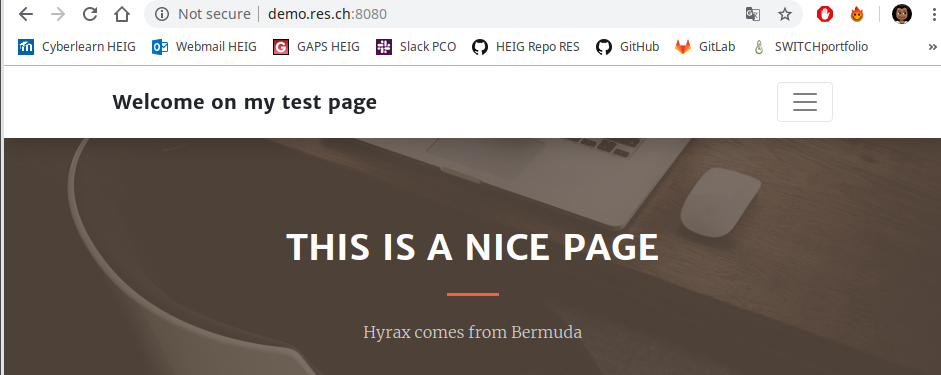 Not secure | demo.res.ch:8080
Cyberlearn HEIG Webmail HEIG GAPS HEIG Slack PCO HEIG Repo RES GitHub GitLab SWITCHportfolio »
Welcome on my test page
THIS IS A NICE PAGE
Hyrax comes from Bermuda